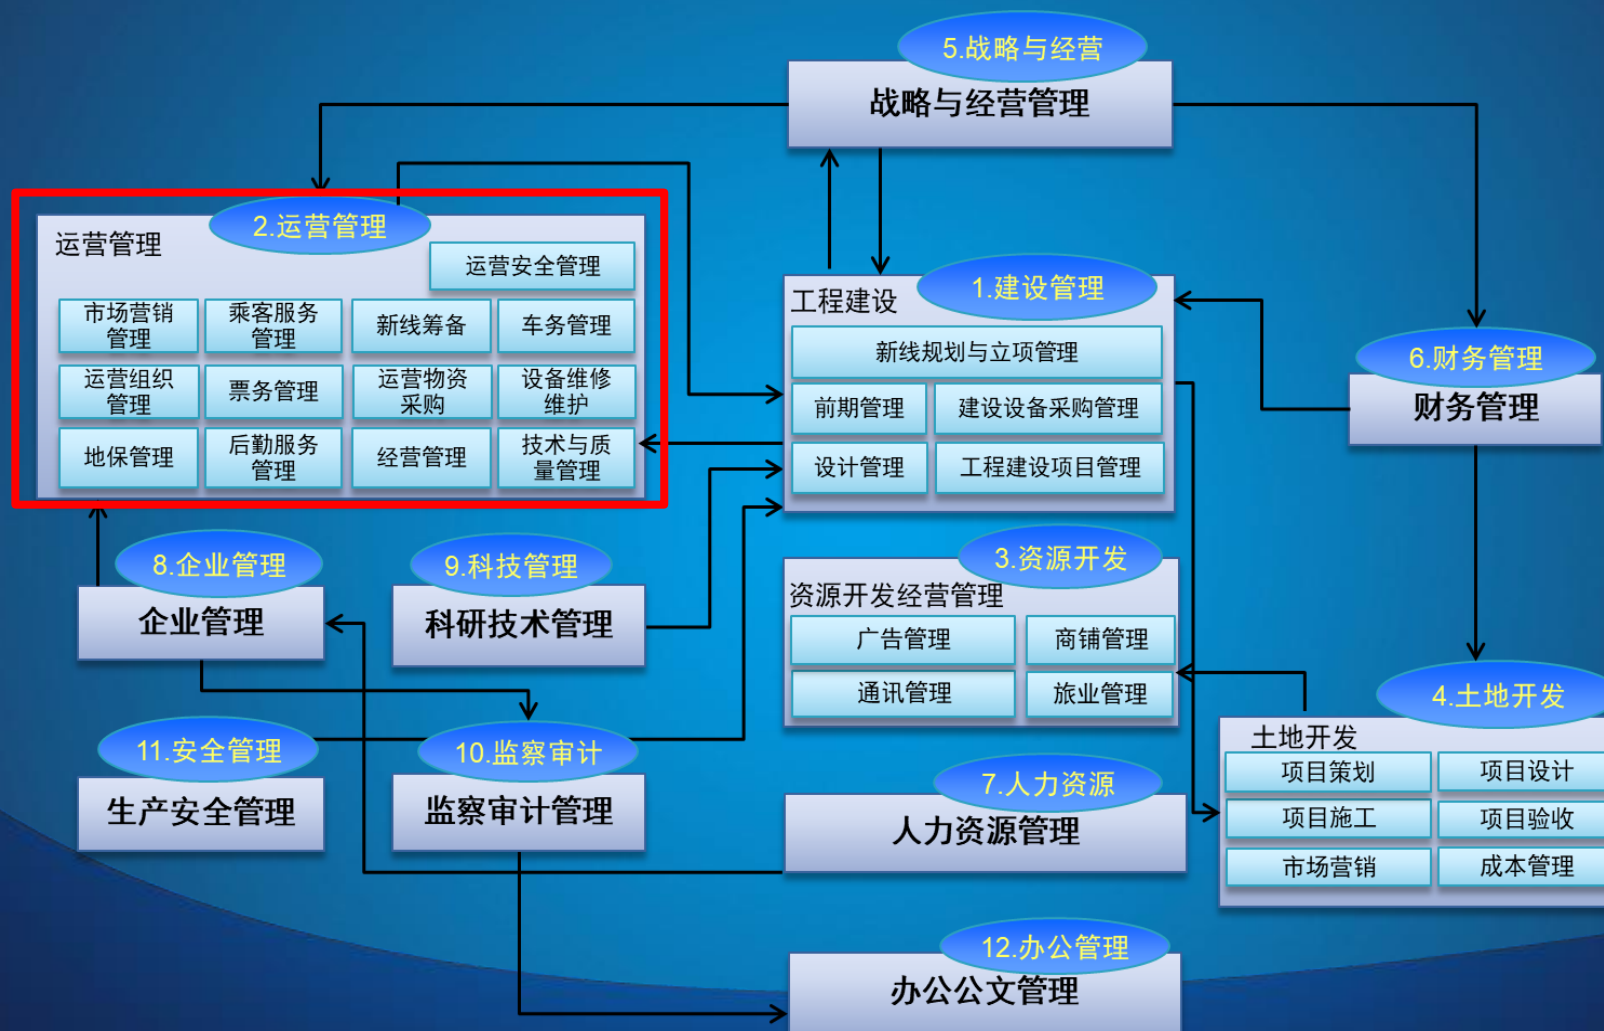 5.战略与经营
战略与经营管理
2.运营管理
运营管理
运营安全管理
市场营销
管理
乘客服务
管理
新线筹备
车务管理
运营组织
管理
票务管理
运营物资
采购
设备维修
维护
地保管理
后勤服务
管理
经营管理
技术与质
量管理
1.建设管理
工程建设
新线规划与立项管理
前期管理
建设设备采购管理
设计管理
工程建设项目管理
6.财务管理
财务管理
8.企业管理
企业管理
9.科技管理
科研技术管理
3.资源开发
资源开发经营管理
广告管理
商铺管理
通讯管理
旅业管理
4.土地开发
土地开发
项目策划
项目设计
项目施工
项目验收
市场营销
成本管理
11.安全管理
生产安全管理
10.监察审计
监察审计管理
7.人力资源
人力资源管理
12.办公管理
办公公文管理